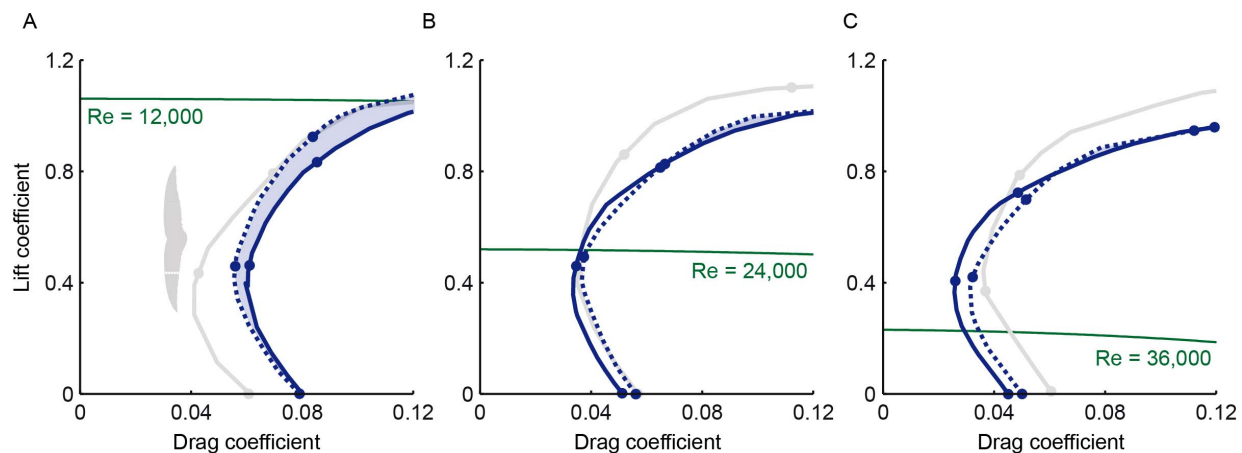 A
B
C
Lift coefficient
1.2
0.8
0.4
0
Re = 12,000
0
0.04
0.08
0.12
Drag coefficient
1.2
0.8
0.4
0
Re = 24,000
0
0.04
0.08
0.12
Drag coefficient
1.2
0.8
0.4
0
Re = 36,000
0
0.04
0.08
0.12
Drag coefficient